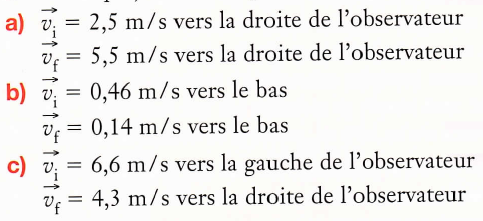 a) v⃗i = 2,5 m/s vers la droite de l'observateur
v⃗f = 5,5 m/s vers la droite de l'observateur
b) v⃗i = 0,46 m/s vers le bas
v⃗f = 0,14 m/s vers le bas
c) v⃗i = 6,6 m/s vers la gauche de l'observateur
v⃗f = 4,3 m/s vers la droite de l'observateur